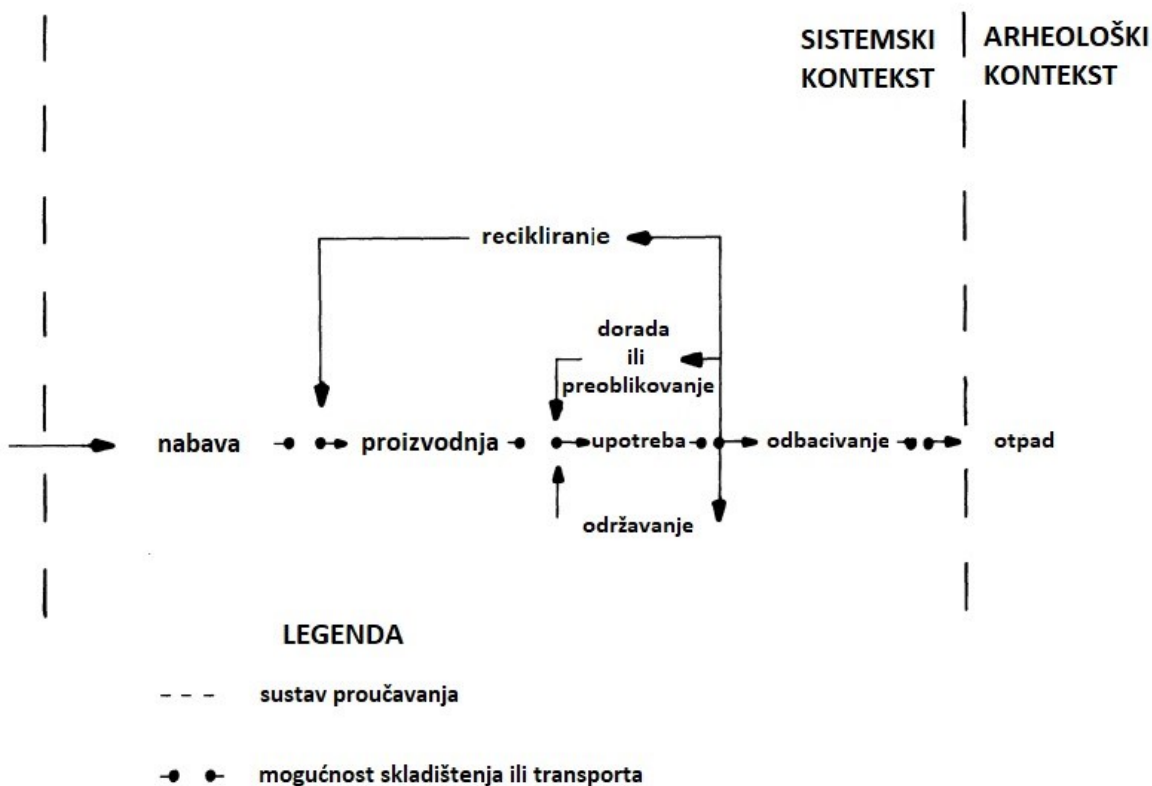 SISTEMSKI
KONTEKST
ARHEOLOŠKI
KONTEKST
recikliranje
dorada
ili
preoblikovanje
nabava
proizvodnja
upotreba
odbacivanje
otpad
održavanje
LEGENDA
sustav proučavanja
mogućnost skladištenja ili transporta